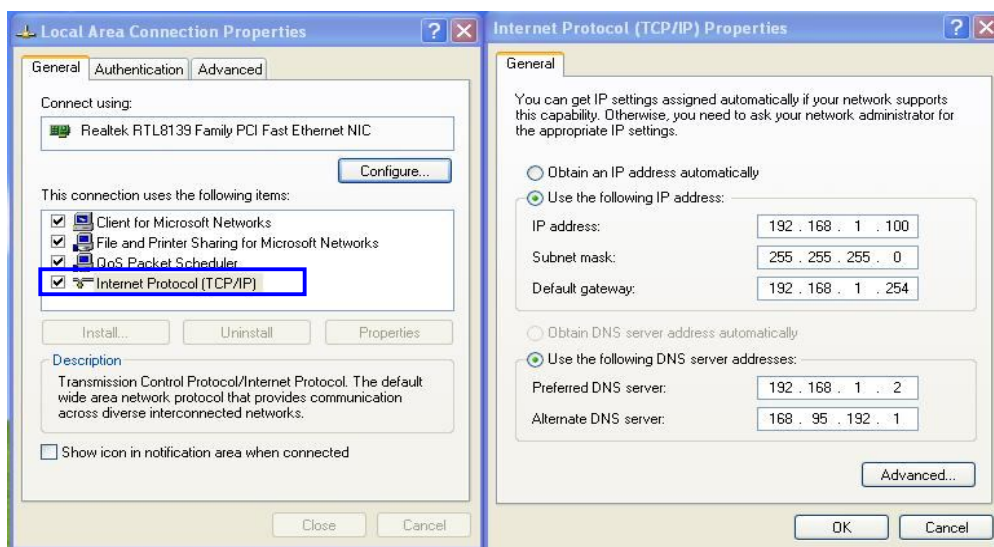 Local Area Connection Properties
General Authentication Advanced
Connect using:
Realtek RTL8139 Family PCI Fast Ethernet NIC
Configure...
This connection uses the following items:
Client for Microsoft Networks
File and Printer Sharing for Microsoft Networks
QoS Packet Scheduler
Internet Protocol (TCP/IP)
Install... Uninstall Properties
Description
Transmission Control Protocol/Internet Protocol. The default
wide area network protocol that provides communication
across diverse interconnected networks.
Show icon in notification area when connected
Close Cancel
Internet Protocol (TCP/IP) Properties
General
You can get IP settings assigned automatically if your network supports
this capability. Otherwise, you need to ask your network administrator for
the appropriate IP settings.
Obtain an IP address automatically
Use the following IP address:
IP address: 192 . 168 . 1 . 100
Subnet mask: 255 . 255 . 255 . 0
Default gateway: 192 . 168 . 1 . 254
Obtain DNS server address automatically
Use the following DNS server addresses:
Preferred DNS server: 192 . 168 . 1 . 2
Alternate DNS server: 168 . 95 . 192 . 1
Advanced...
OK Cancel